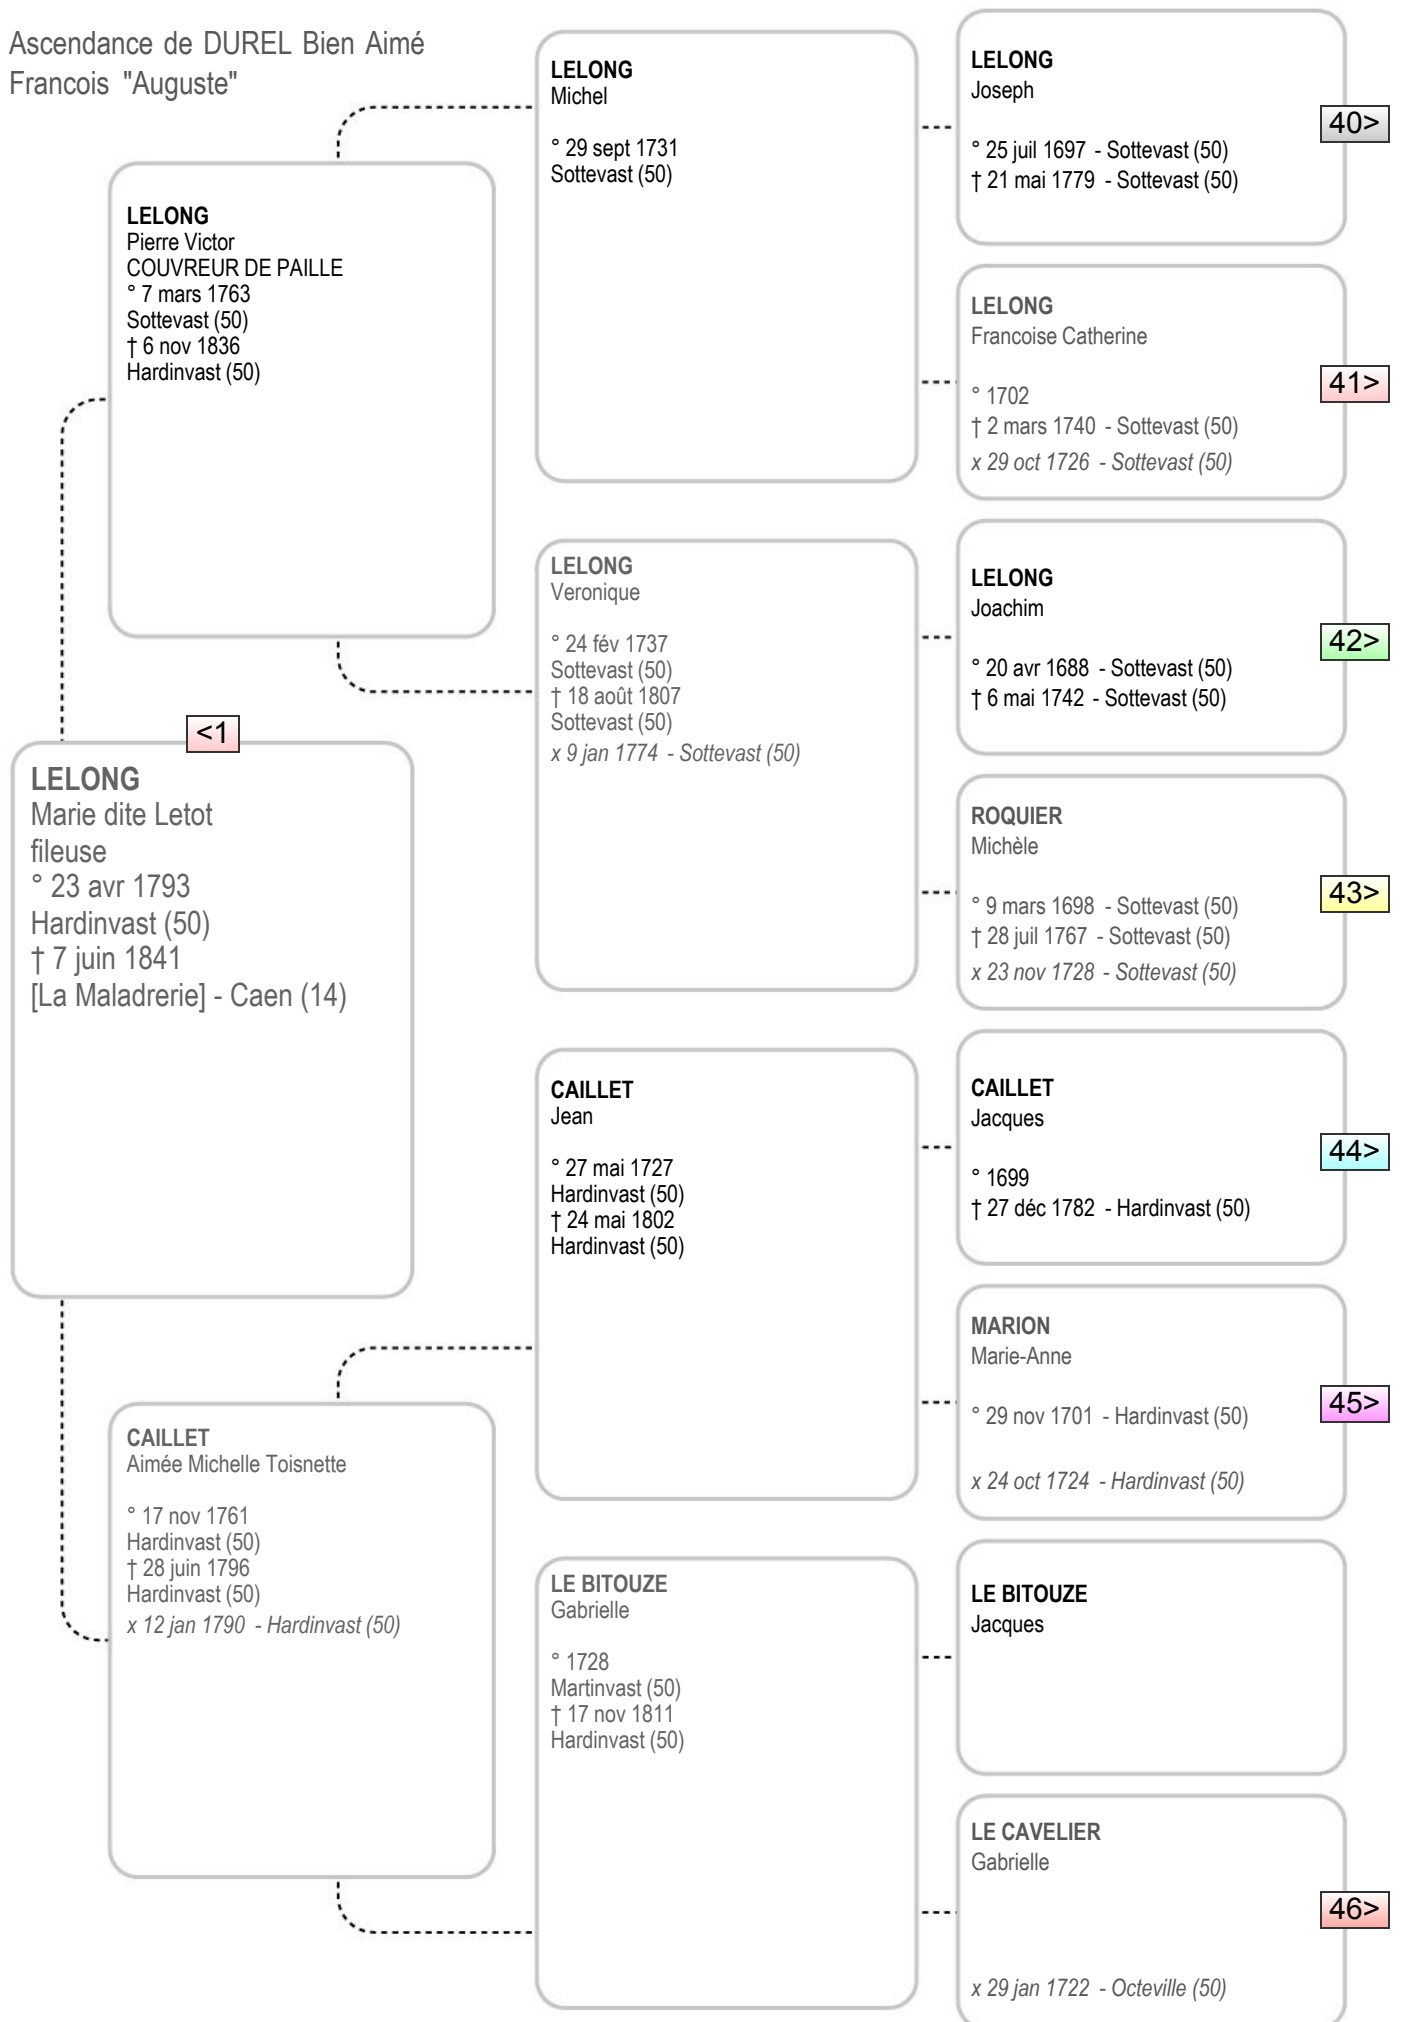 Ascendance de DUREL Bien Aimé
Francois "Auguste"
LELONG
Marie dite Letot
fileuse
° 23 avr 1793
Hardinvast (50)
† 7 juin 1841
[La Maladrerie] - Caen (14)
<1
LELONG
Pierre Victor
COUVREUR DE PAILLE
° 7 mars 1763
Sottevast (50)
† 6 nov 1836
Hardinvast (50)
CAILLET
Aimée Michelle Toisnette
° 17 nov 1761
Hardinvast (50)
† 28 juin 1796
Hardinvast (50)
x 12 jan 1790 - Hardinvast (50)
LELONG
Michel
° 29 sept 1731
Sottevast (50)
LELONG
Veronique
° 24 fév 1737
Sottevast (50)
† 18 août 1807
Sottevast (50)
x 9 jan 1774 - Sottevast (50)
CAILLET
Jean
° 27 mai 1727
Hardinvast (50)
† 24 mai 1802
Hardinvast (50)
LE BITOUZE
Gabrielle
° 1728
Martinvast (50)
† 17 nov 1811
Hardinvast (50)
LELONG
Joseph
° 25 juil 1697 - Sottevast (50)
† 21 mai 1779 - Sottevast (50)
40>
LELONG
Francoise Catherine
° 1702
† 2 mars 1740 - Sottevast (50)
x 29 oct 1726 - Sottevast (50)
41>
LELONG
Joachim
° 20 avr 1688 - Sottevast (50)
† 6 mai 1742 - Sottevast (50)
42>
ROQUIER
Michèle
° 9 mars 1698 - Sottevast (50)
† 28 juil 1767 - Sottevast (50)
x 23 nov 1728 - Sottevast (50)
43>
CAILLET
Jacques
° 1699
† 27 déc 1782 - Hardinvast (50)
44>
MARION
Marie-Anne
° 29 nov 1701 - Hardinvast (50)
x 24 oct 1724 - Hardinvast (50)
45>
LE BITOUZE
Jacques
LE CAVELIER
Gabrielle
x 29 jan 1722 - Octeville (50)
46>